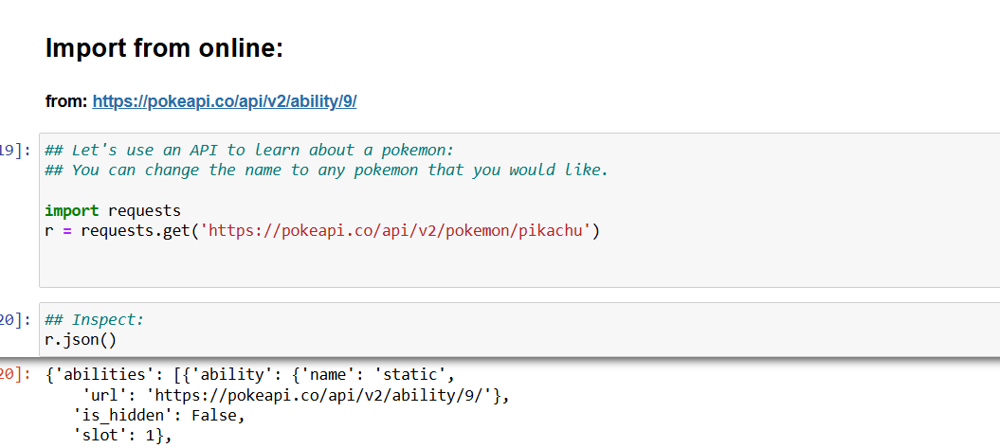 Import from online:
from: https://pokeapi.co/api/v2/ability/9/
19]: ## Let's use an API to learn about a pokemon:
## You can change the name to any pokemon that you would like.
import requests
r = requests.get('https://pokeapi.co/api/v2/pokemon/pikachu')
20]: ## Inspect:
r.json()
20]: {'abilities': [{'ability': {'name': 'static',
'url': 'https://pokeapi.co/api/v2/ability/9/'},
'is_hidden': False,
'slot': 1},